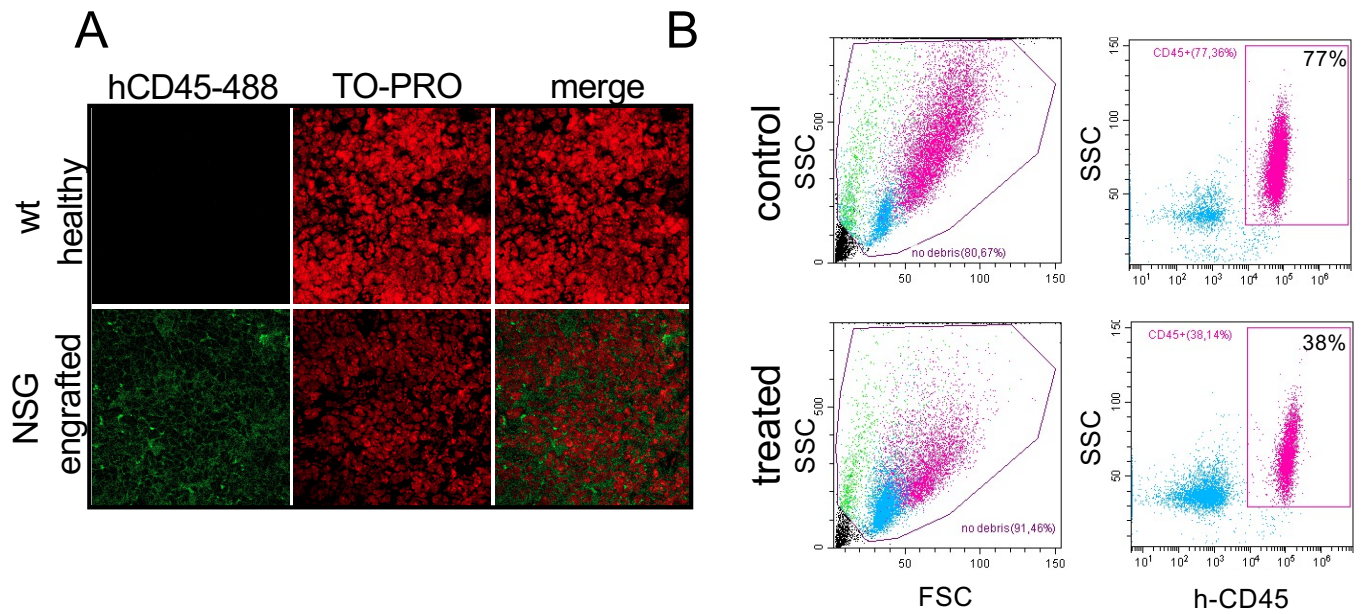 A
B
hCD45-488 TO-PRO merge
wt
healthy
NSG
engrafted
control
SSC
500
0
50 100 150
no debris(80,67%)
SSC
150
100
50
CD45+(77,36%)
77%
10¹ 10² 10³ 10⁴ 10⁵ 10⁶
treated
SSC
500
0
50 100 150
no debris(91,46%)
FSC
SSC
150
100
50
CD45+(38,14%)
38%
10¹ 10² 10³ 10⁴ 10⁵ 10⁶
h-CD45